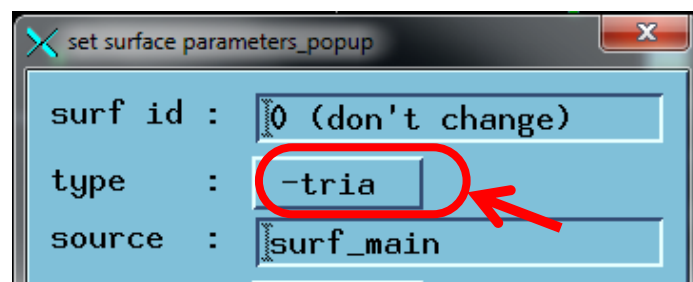 set surface parameters_popup
x
surf id : 0 (don't change)
type : -tria
source : surf_main